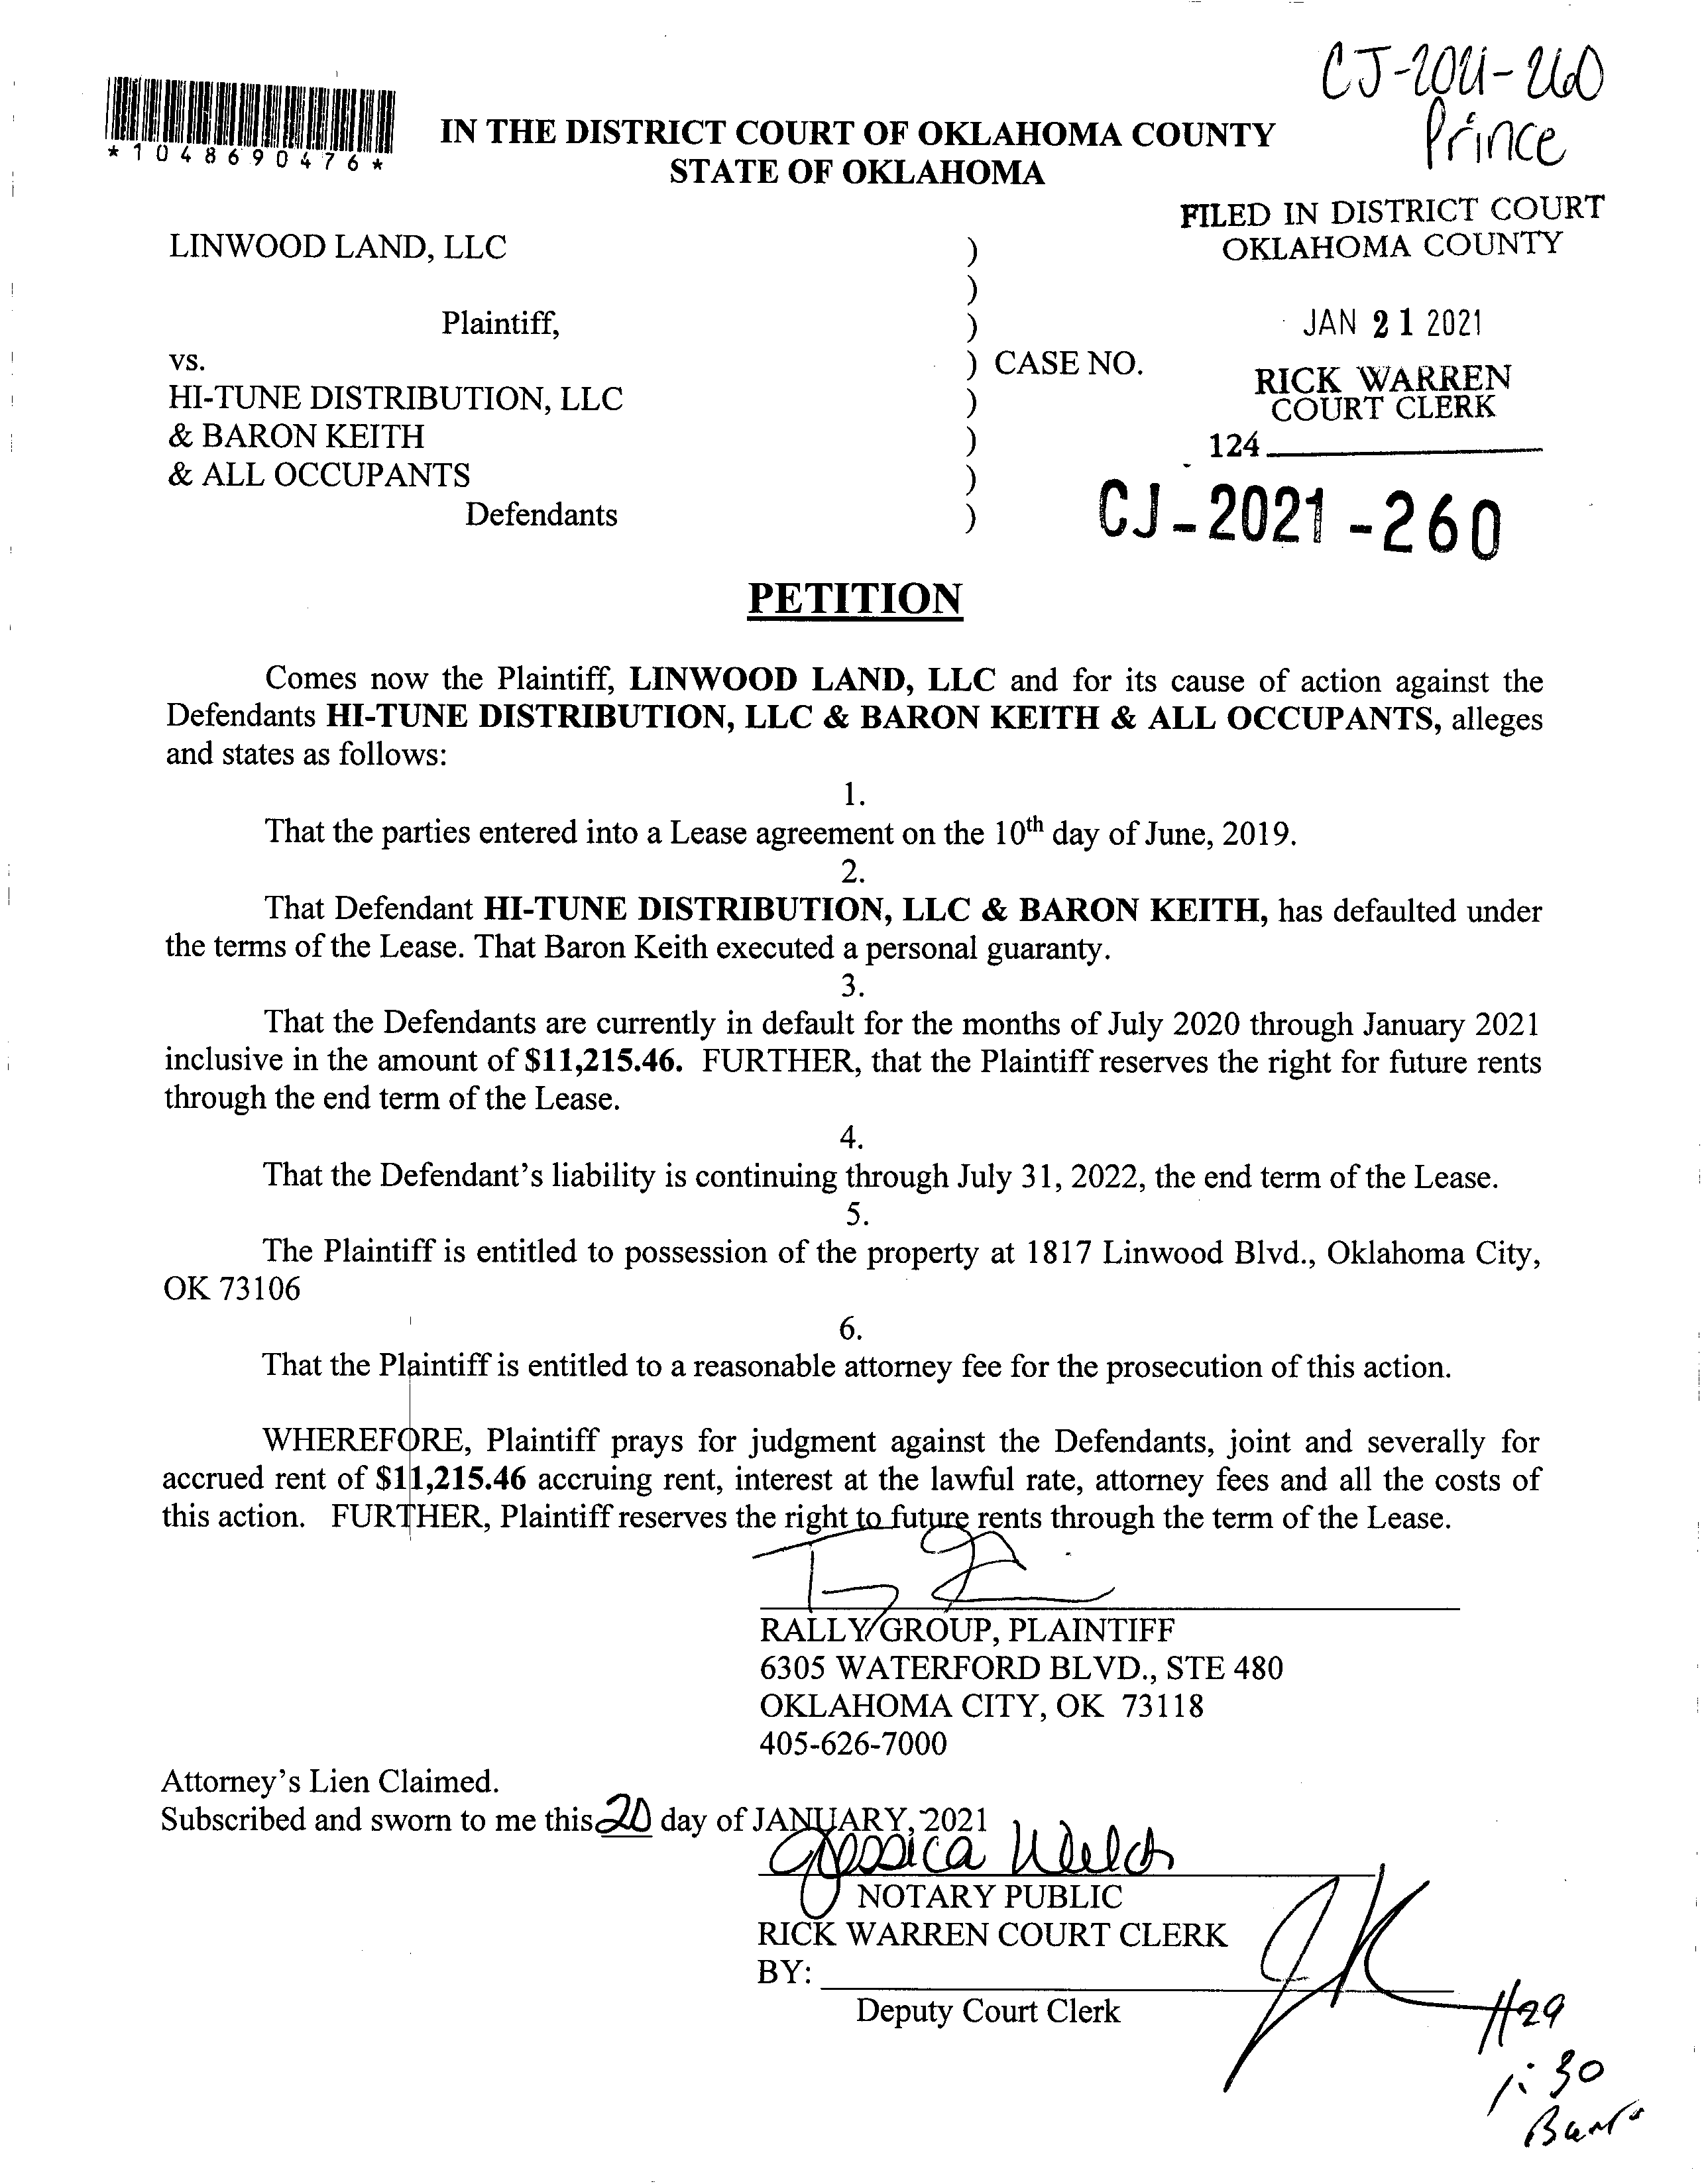 CJ-2021-260
Prince
*1048690476*
IN THE DISTRICT COURT OF OKLAHOMA COUNTY
STATE OF OKLAHOMA
FILED IN DISTRICT COURT
OKLAHOMA COUNTY
LINWOOD LAND, LLC )
)
Plaintiff, )
JAN 21 2021
vs. ) CASE NO.
RICK WARREN
COURT CLERK
HI-TUNE DISTRIBUTION, LLC )
& BARON KEITH )
124
& ALL OCCUPANTS )
Defendants )
CJ-2021-260
PETITION
Comes now the Plaintiff, LINWOOD LAND, LLC and for its cause of action against the
Defendants HI-TUNE DISTRIBUTION, LLC & BARON KEITH & ALL OCCUPANTS, alleges
and states as follows:
1.
That the parties entered into a Lease agreement on the 10th day of June, 2019.
2.
That Defendant HI-TUNE DISTRIBUTION, LLC & BARON KEITH, has defaulted under
the terms of the Lease. That Baron Keith executed a personal guaranty.
3.
That the Defendants are currently in default for the months of July 2020 through January 2021
inclusive in the amount of $11,215.46. FURTHER, that the Plaintiff reserves the right for future rents
through the end term of the Lease.
4.
That the Defendant's liability is continuing through July 31, 2022, the end term of the Lease.
5.
The Plaintiff is entitled to possession of the property at 1817 Linwood Blvd., Oklahoma City,
OK 73106
6.
That the Plaintiff is entitled to a reasonable attorney fee for the prosecution of this action.
WHEREFORE, Plaintiff prays for judgment against the Defendants, joint and severally for
accrued rent of $11,215.46 accruing rent, interest at the lawful rate, attorney fees and all the costs of
this action. FURTHER, Plaintiff reserves the right to future rents through the term of the Lease.
RALLY GROUP, PLAINTIFF
6305 WATERFORD BLVD., STE 480
OKLAHOMA CITY, OK 73118
405-626-7000
Attorney's Lien Claimed.
Subscribed and sworn to me this 20 day of JANUARY, 2021
Jessica Welch
NOTARY PUBLIC
RICK WARREN COURT CLERK
BY:
Deputy Court Clerk
1:30